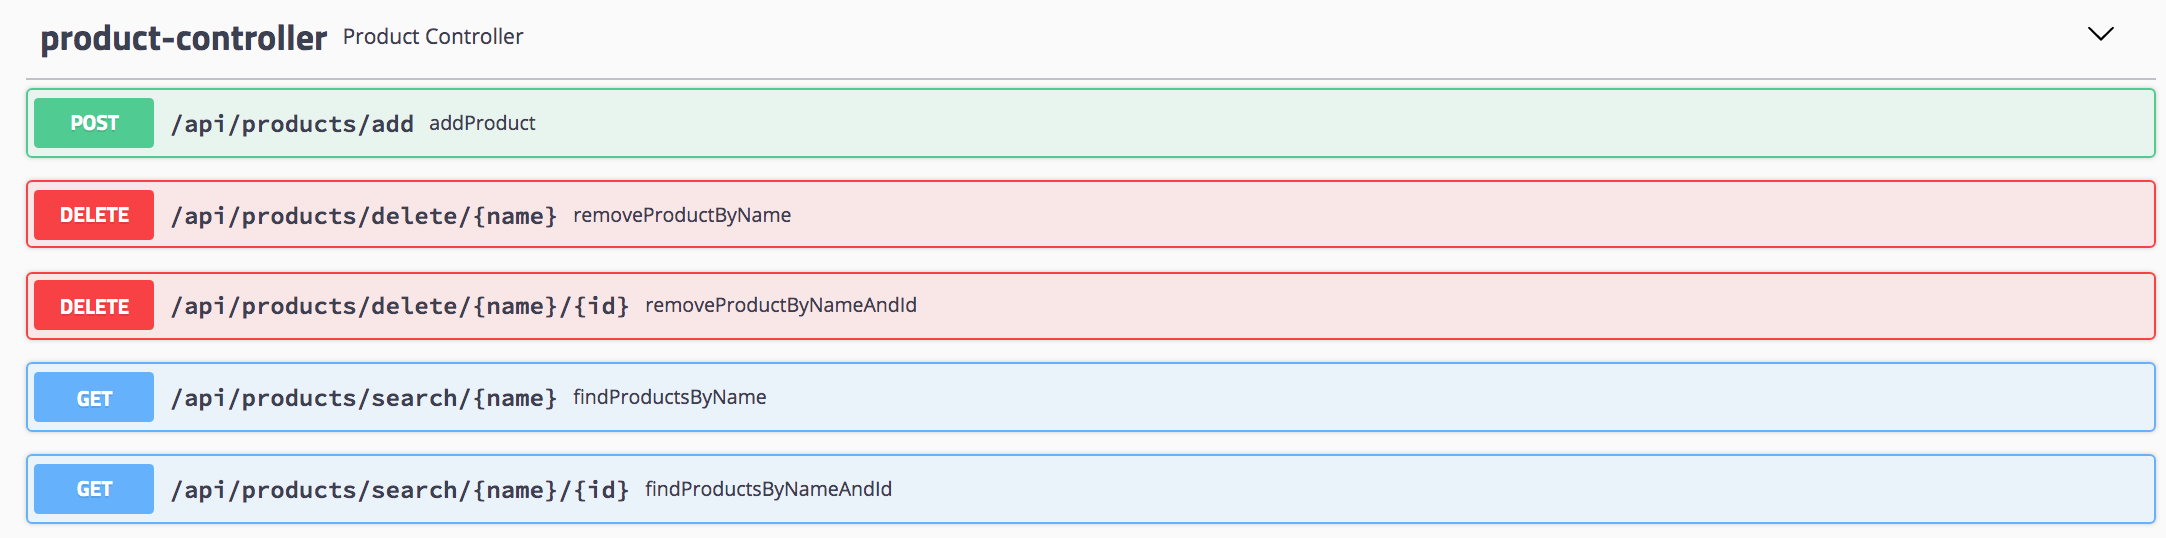 product-controller Product Controller
POST /api/products/add addProduct
DELETE /api/products/delete/{name} removeProductByName
DELETE /api/products/delete/{name}/{id} removeProductByNameAndId
GET /api/products/search/{name} findProductsByName
GET /api/products/search/{name}/{id} findProductsByNameAndId